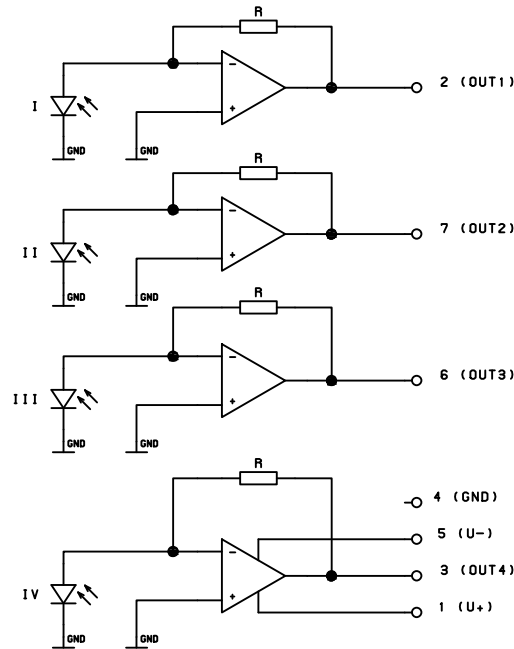 R
−
2 (OUT1)
I
+
GND GND
R
−
7 (OUT2)
II
+
GND GND
R
−
6 (OUT3)
III
+
GND GND
R
4 (GND)
5 (U-)
−
3 (OUT4)
IV
+
1 (U+)
GND GND